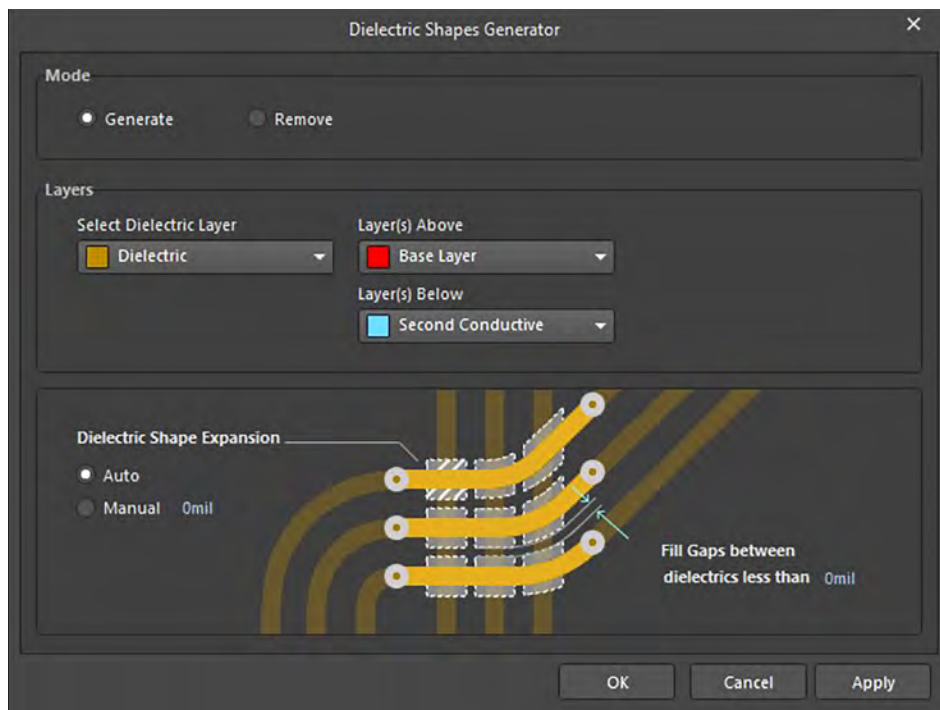 Dielectric Shapes Generator
Mode
Generate Remove
Layers
Select Dielectric Layer Layer(s) Above
Dielectric Base Layer
Layer(s) Below
Second Conductive
Dielectric Shape Expansion
Auto
Manual 0mil
Fill Gaps between
dielectrics less than 0mil
OK Cancel Apply